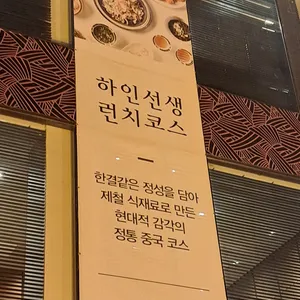 하인선생
런치코스
한결같은 정성을 담아
제철 식재료로 만든
현대적 감각의
정통 중국 코스